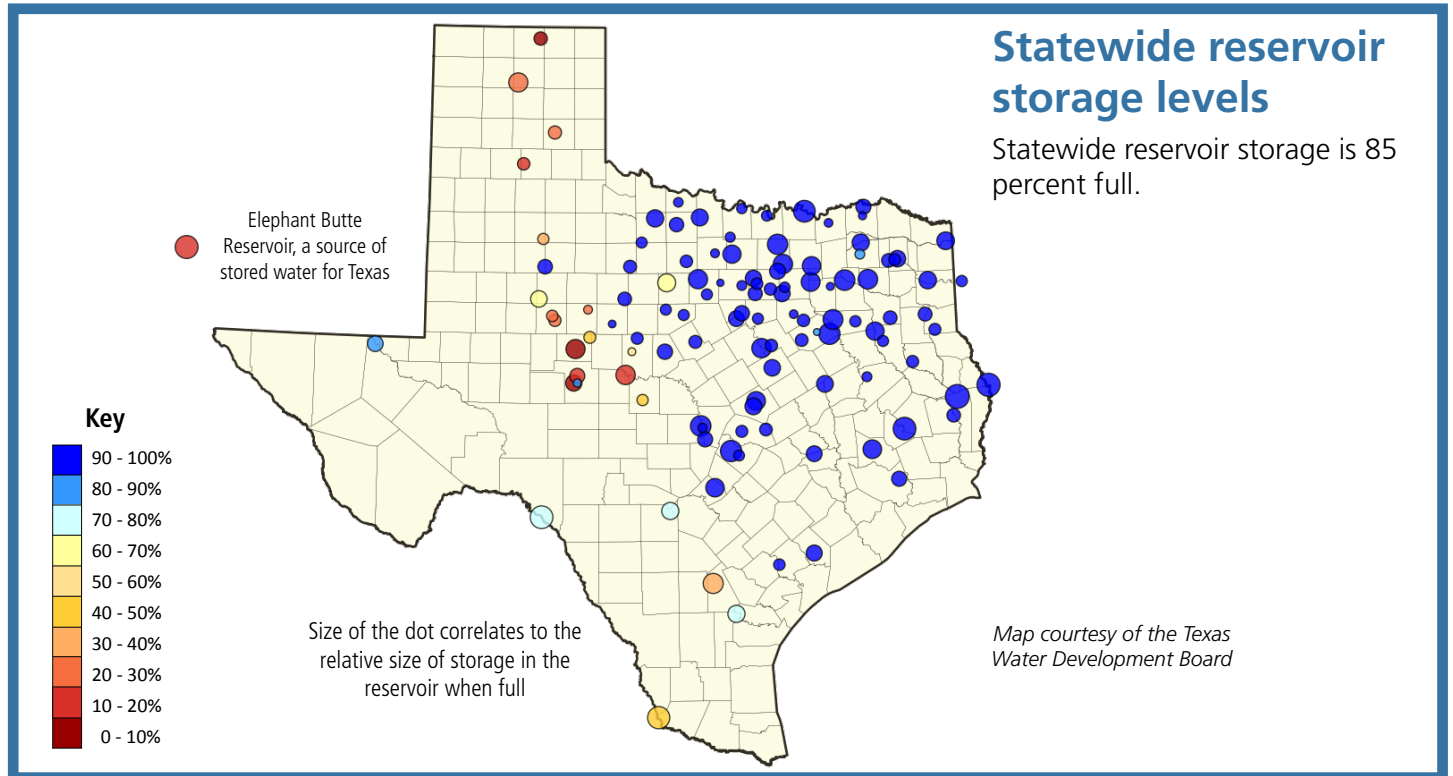 Statewide reservoir
storage levels
Statewide reservoir storage is 85
percent full.
Elephant Butte
Reservoir, a source of
stored water for Texas
Key
90 - 100%
80 - 90%
70 - 80%
60 - 70%
50 - 60%
40 - 50%
30 - 40%
20 - 30%
10 - 20%
0 - 10%
Size of the dot correlates to the
relative size of storage in the
reservoir when full
Map courtesy of the Texas
Water Development Board